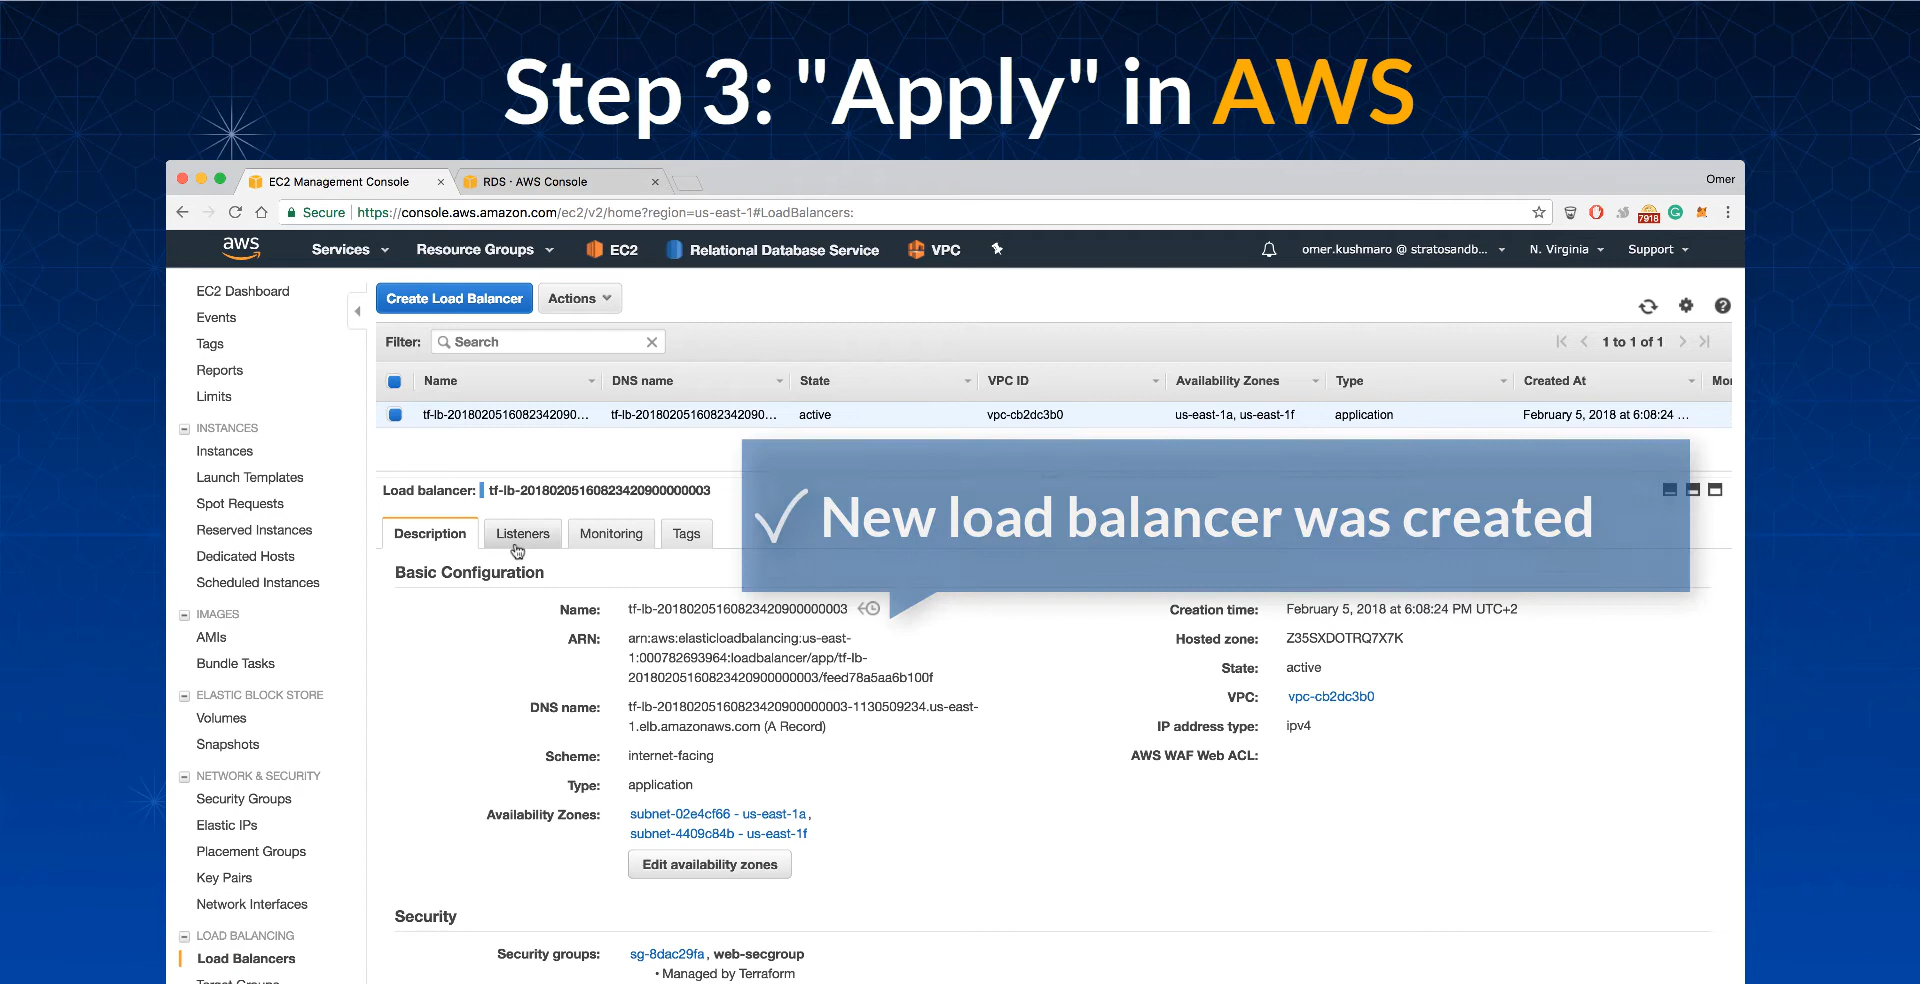 Step 3: "Apply" in AWS
EC2 Management Console
RDS · AWS Console
Omer
Secure
https://console.aws.amazon.com/ec2/v2/home?region=us-east-1#LoadBalancers:
7918
aws
Services
Resource Groups
EC2
Relational Database Service
VPC
omer.kushmaro @ stratosandb...
N. Virginia
Support
EC2 Dashboard
Events
Tags
Reports
Limits
INSTANCES
Instances
Launch Templates
Spot Requests
Reserved Instances
Dedicated Hosts
Scheduled Instances
IMAGES
AMIs
Bundle Tasks
ELASTIC BLOCK STORE
Volumes
Snapshots
NETWORK & SECURITY
Security Groups
Elastic IPs
Placement Groups
Key Pairs
Network Interfaces
LOAD BALANCING
Load Balancers
Target Groups
Create Load Balancer
Actions
Filter:
Search
1 to 1 of 1
Name DNS name State VPC ID Availability Zones Type Created At Mor
tf-lb-2018020516082342090... tf-lb-2018020516082342090... active vpc-cb2dc3b0 us-east-1a, us-east-1f application February 5, 2018 at 6:08:24 ...
✓ New load balancer was created
Load balancer: tf-lb-20180205160823420900000003
Description Listeners Monitoring Tags
Basic Configuration
Name: tf-lb-20180205160823420900000003
ARN: arn:aws:elasticloadbalancing:us-east-
1:000782693964:loadbalancer/app/tf-lb-
20180205160823420900000003/feed78a5aa6b100f
DNS name: tf-lb-20180205160823420900000003-1130509234.us-east-
1.elb.amazonaws.com (A Record)
Scheme: internet-facing
Type: application
Availability Zones: subnet-02e4cf66 - us-east-1a,
subnet-4409c84b - us-east-1f
Edit availability zones
Creation time: February 5, 2018 at 6:08:24 PM UTC+2
Hosted zone: Z35SXDOTRQ7X7K
State: active
VPC: vpc-cb2dc3b0
IP address type: ipv4
AWS WAF Web ACL:
Security
Security groups: sg-8dac29fa, web-secgroup
• Managed by Terraform